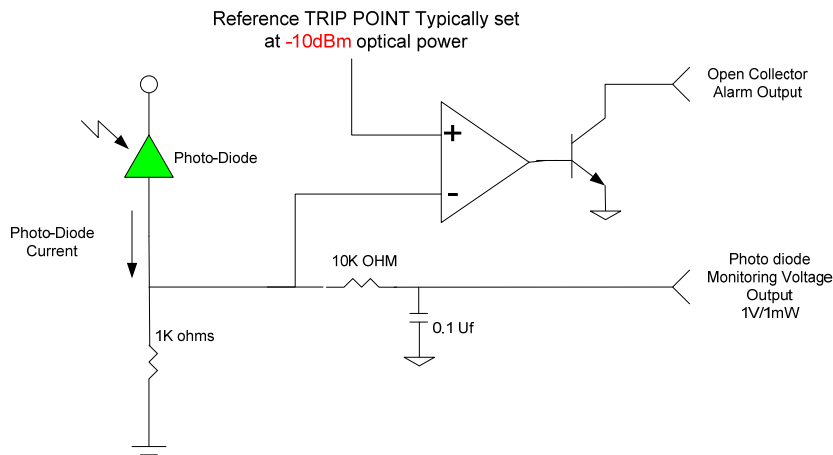 Reference TRIP POINT Typically set
at -10dBm optical power
Open Collector
Alarm Output
+
Photo-Diode
-
Photo-Diode
Current
10K OHM
Photo diode
Monitoring Voltage
Output
1V/1mW
0.1 Uf
1K ohms